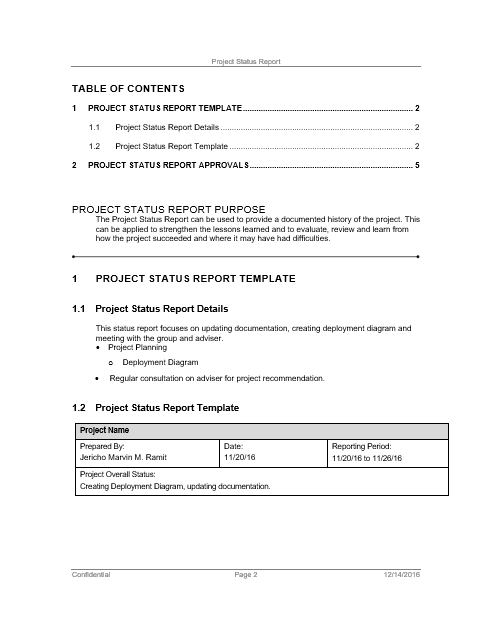 Project Status Report
TABLE OF CONTENTS
1 PROJECT STATUS REPORT TEMPLATE 2
1.1 Project Status Report Details 2
1.2 Project Status Report Template 2
2 PROJECT STATUS REPORT APPROVALS 5
PROJECT STATUS REPORT PURPOSE
The Project Status Report can be used to provide a documented history of the project. This
can be applied to strengthen the lessons learned and to evaluate, review and learn from
how the project succeeded and where it may have had difficulties.
1 PROJECT STATUS REPORT TEMPLATE
1.1 Project Status Report Details
This status report focuses on updating documentation, creating deployment diagram and
meeting with the group and adviser.
• Project Planning
o Deployment Diagram
• Regular consultation on adviser for project recommendation.
1.2 Project Status Report Template
Project Name
Prepared By: Date: Reporting Period:
Jericho Marvin M. Ramit 11/20/16 11/20/16 to 11/26/16
Project Overall Status:
Creating Deployment Diagram, updating documentation.
Confidential Page 2 12/14/2016